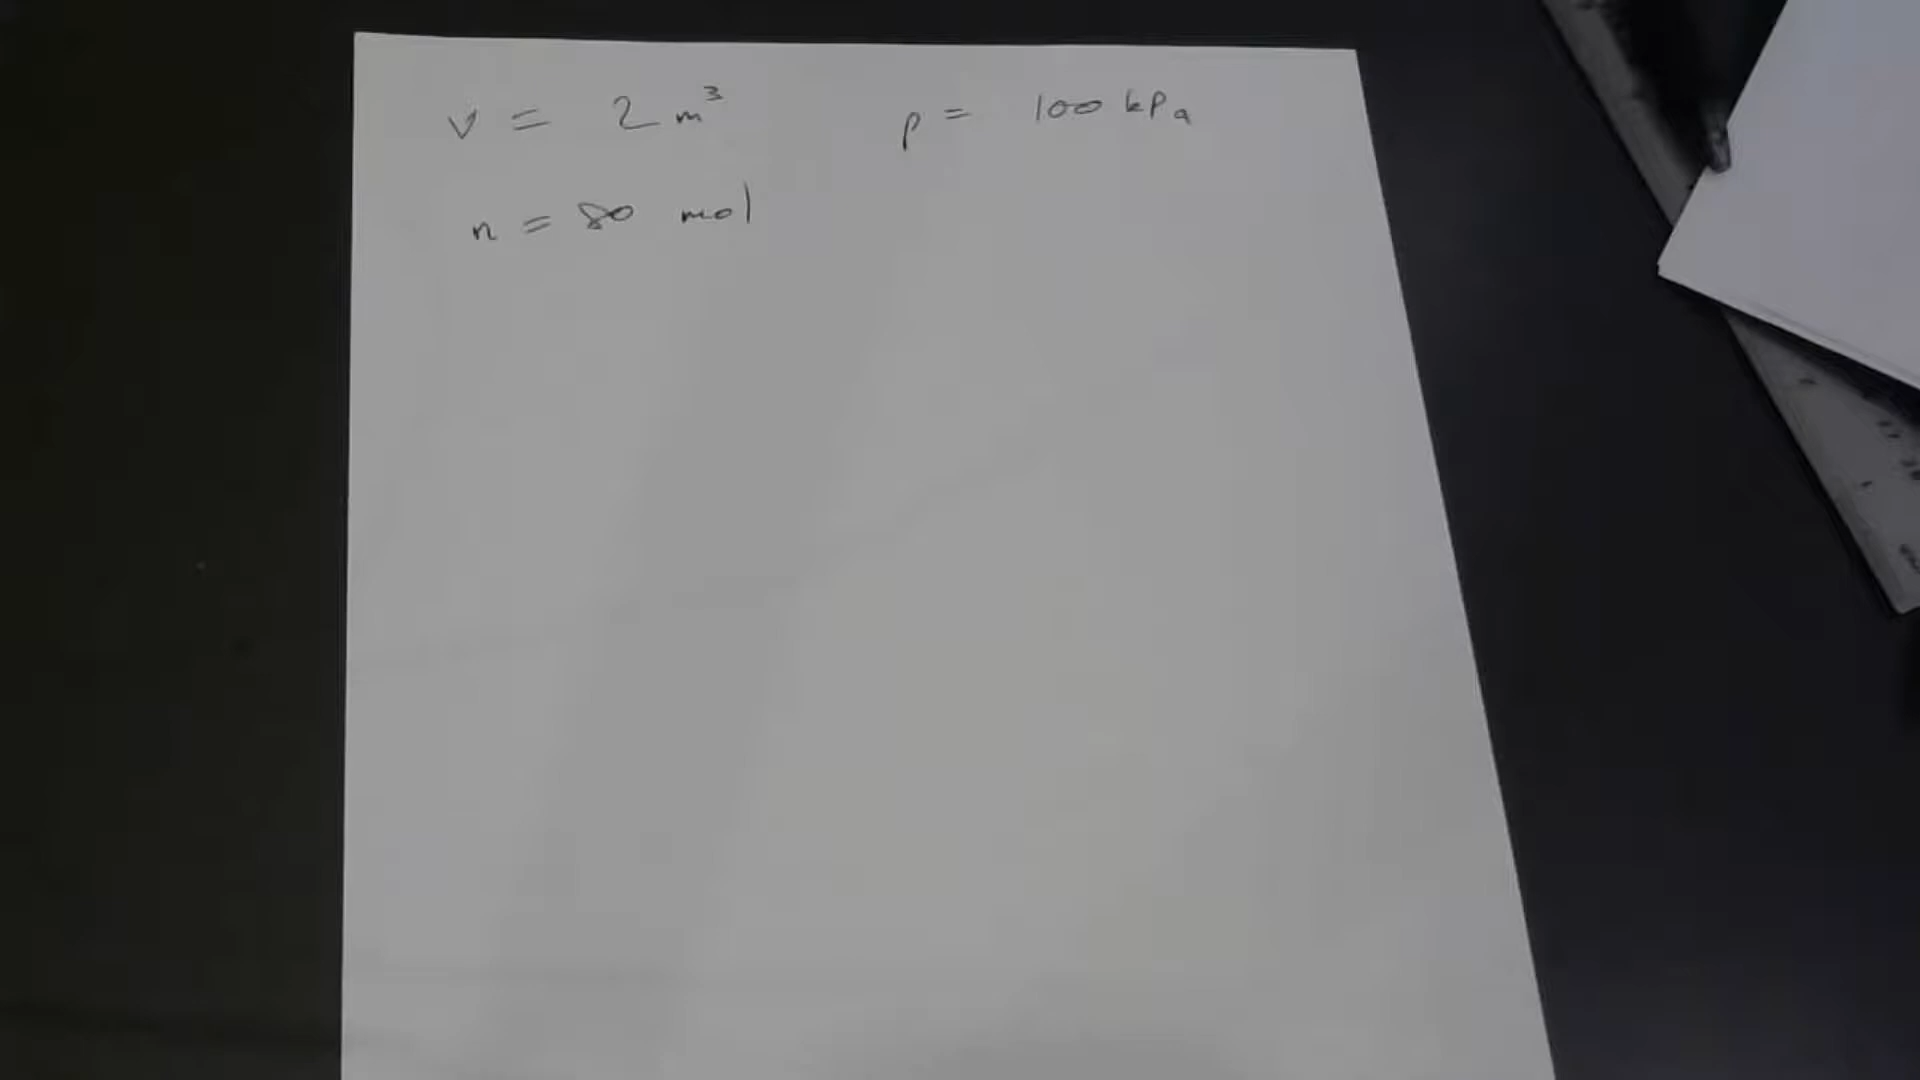 v = 2 m³ p = 100 kPa
n = 80 mol